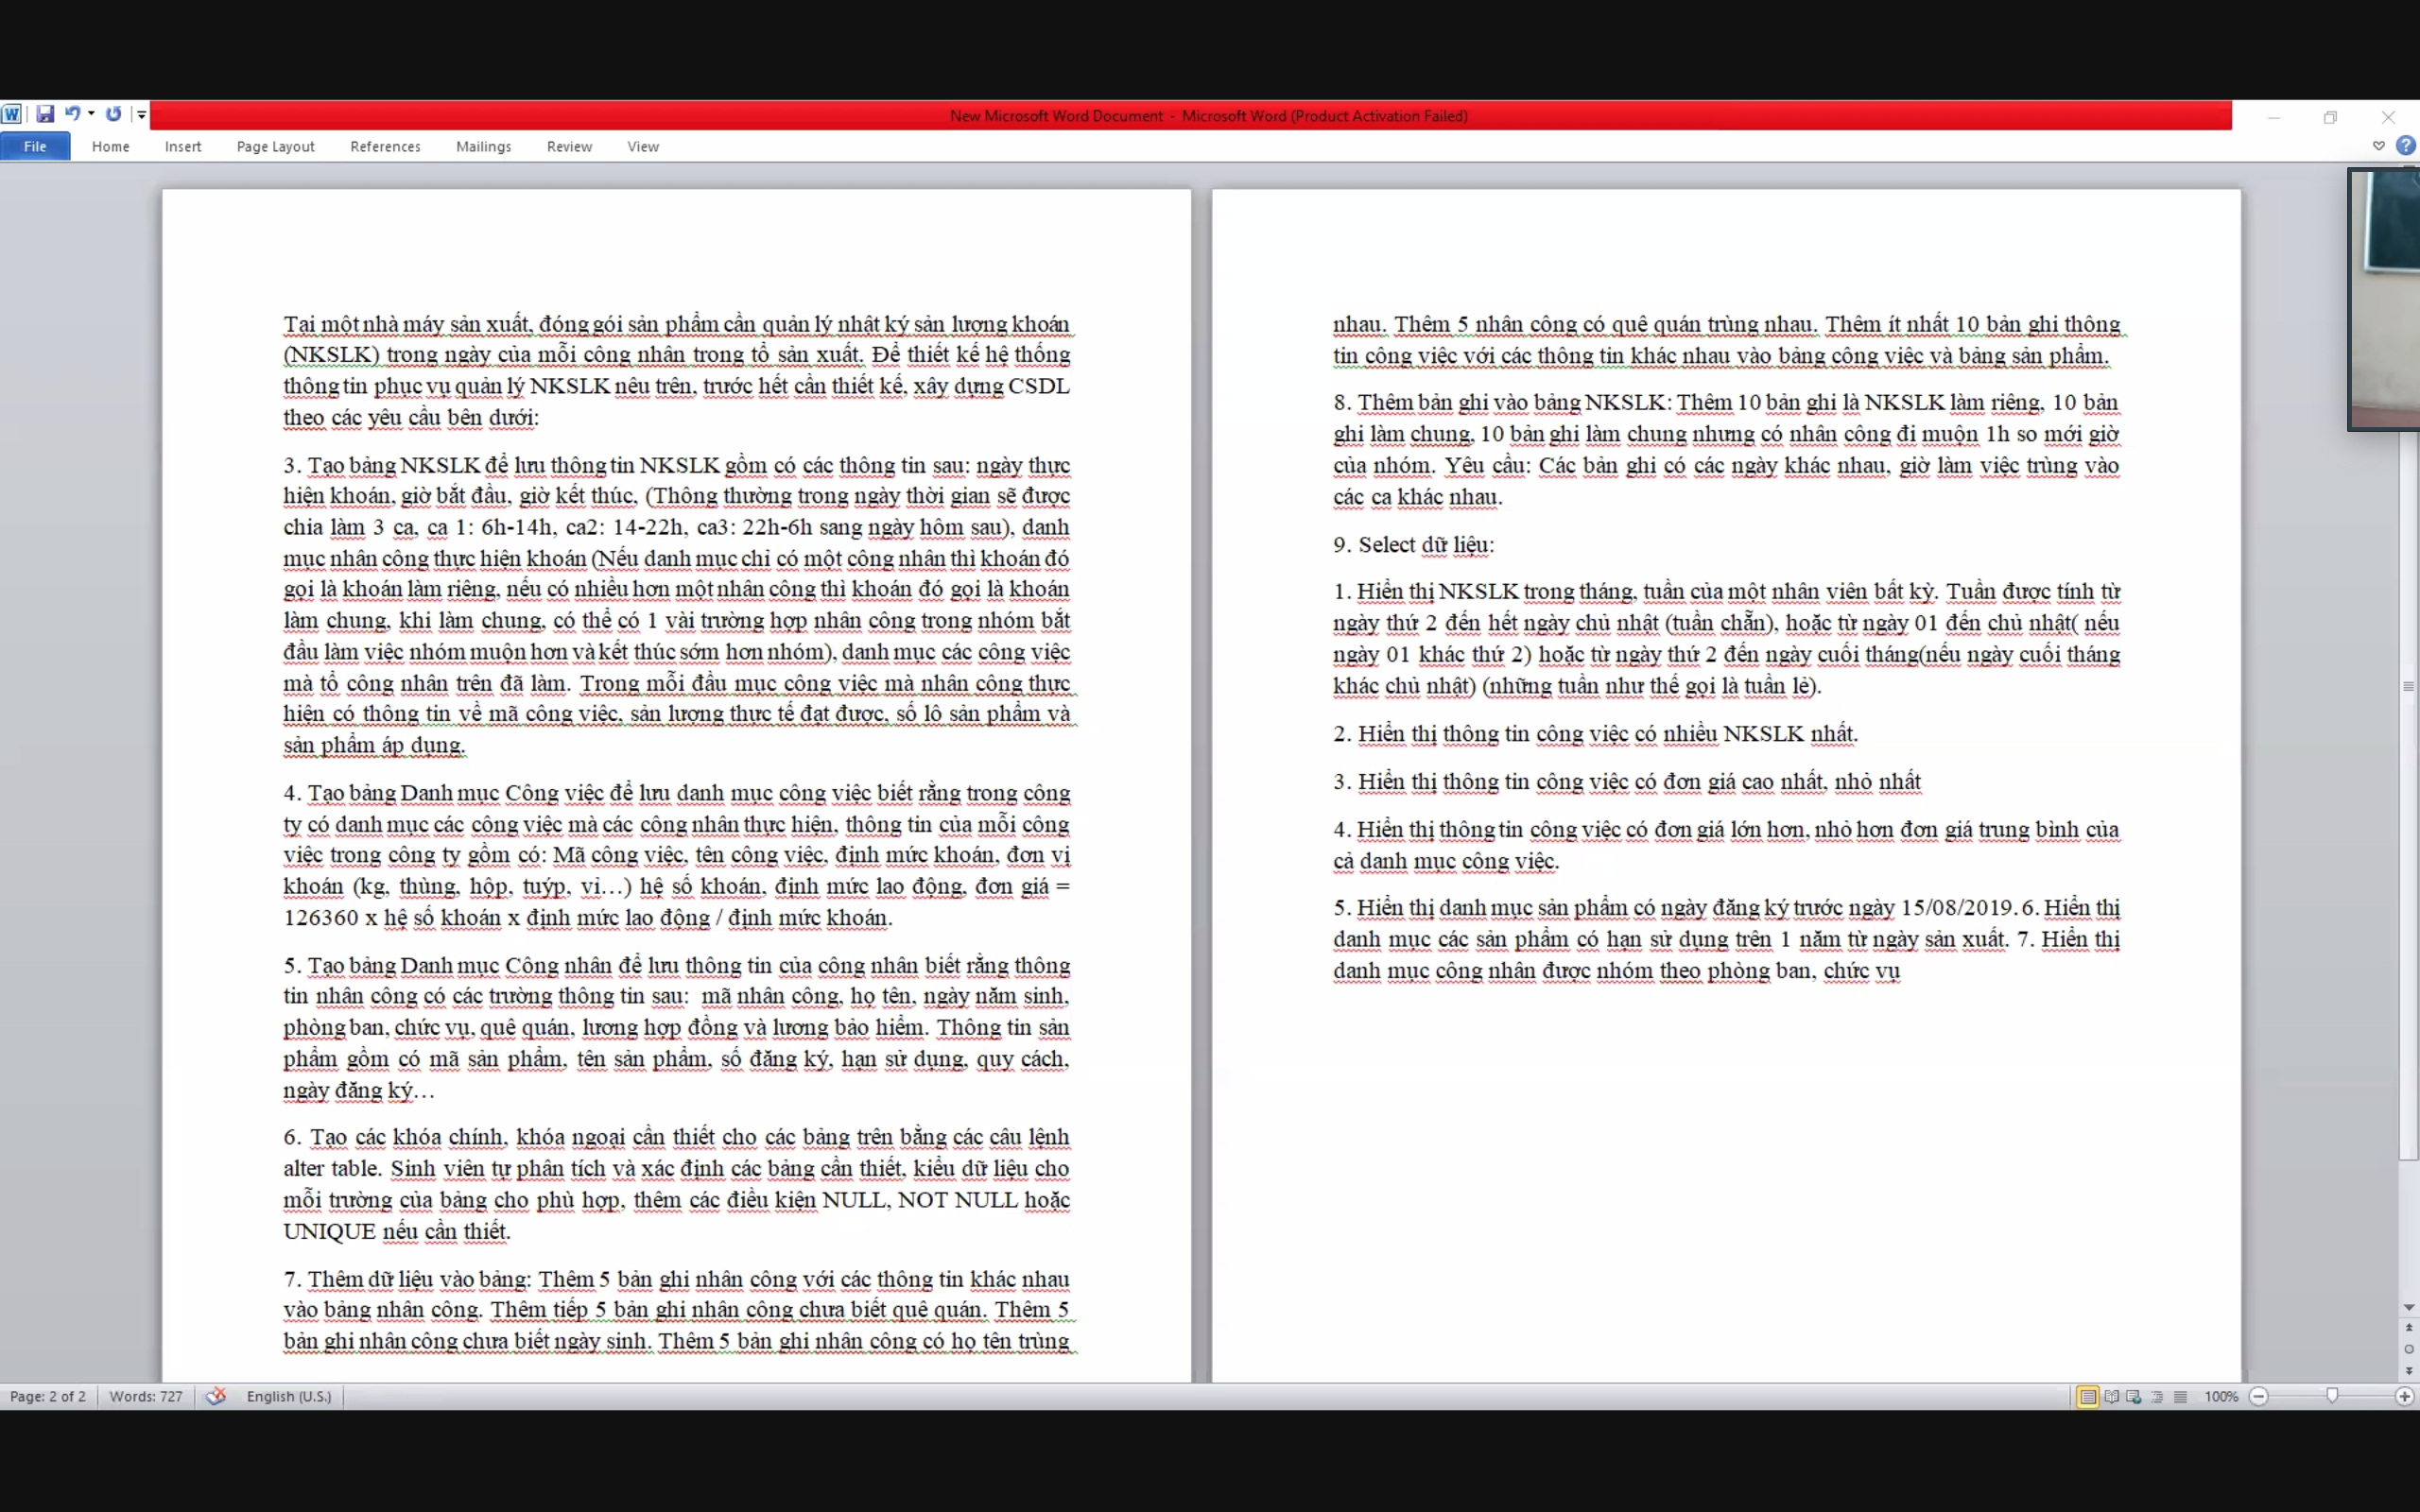 New Microsoft Word Document - Microsoft Word (Product Activation Failed)
File Home Insert Page Layout References Mailings Review View
Tại một nhà máy sản xuất, đóng gói sản phẩm cần quản lý nhật ký sản lượng khoán
(NKSLK) trong ngày của mỗi công nhân trong tổ sản xuất. Để thiết kế hệ thống
thông tin phục vụ quản lý NKSLK nêu trên, trước hết cần thiết kế, xây dựng CSDL
theo các yêu cầu bên dưới:
3. Tạo bảng NKSLK để lưu thông tin NKSLK gồm có các thông tin sau: ngày thực
hiện khoán, giờ bắt đầu, giờ kết thúc, (Thông thường trong ngày thời gian sẽ được
chia làm 3 ca, ca 1: 6h-14h, ca2: 14-22h, ca3: 22h-6h sang ngày hôm sau), danh
mục nhân công thực hiện khoán (Nếu danh mục chỉ có một công nhân thì khoán đó
gọi là khoán làm riêng, nếu có nhiều hơn một nhân công thì khoán đó gọi là khoán
làm chung, khi làm chung, có thể có 1 vài trường hợp nhân công trong nhóm bắt
đầu làm việc nhóm muộn hơn và kết thúc sớm hơn nhóm), danh mục các công việc
mà tổ công nhân trên đã làm. Trong mỗi đầu mục công việc mà nhân công thực
hiện có thông tin về mã công việc, sản lượng thực tế đạt được, số lô sản phẩm và
sản phẩm áp dụng.
4. Tạo bảng Danh mục Công việc để lưu danh mục công việc biết rằng trong công
ty có danh mục các công việc mà các công nhân thực hiện, thông tin của mỗi công
việc trong công ty gồm có: Mã công việc, tên công việc, định mức khoán, đơn vị
khoán (kg, thùng, hộp, tuýp, vỉ…) hệ số khoán, định mức lao động, đơn giá =
126360 x hệ số khoán x định mức lao động / định mức khoán.
5. Tạo bảng Danh mục Công nhân để lưu thông tin của công nhân biết rằng thông
tin nhân công có các trường thông tin sau: mã nhân công, họ tên, ngày năm sinh,
phòng ban, chức vụ, quê quán, lương hợp đồng và lương bảo hiểm. Thông tin sản
phẩm gồm có mã sản phẩm, tên sản phẩm, số đăng ký, hạn sử dụng, quy cách,
ngày đăng ký…
6. Tạo các khóa chính, khóa ngoại cần thiết cho các bảng trên bằng các câu lệnh
alter table. Sinh viên tự phân tích và xác định các bảng cần thiết, kiểu dữ liệu cho
mỗi trường của bảng cho phù hợp, thêm các điều kiện NULL, NOT NULL hoặc
UNIQUE nếu cần thiết.
7. Thêm dữ liệu vào bảng: Thêm 5 bản ghi nhân công với các thông tin khác nhau
vào bảng nhân công. Thêm tiếp 5 bản ghi nhân công chưa biết quê quán. Thêm 5
bản ghi nhân công chưa biết ngày sinh. Thêm 5 bản ghi nhân công có họ tên trùng
nhau. Thêm 5 nhân công có quê quán trùng nhau. Thêm ít nhất 10 bản ghi thông
tin công việc với các thông tin khác nhau vào bảng công việc và bảng sản phẩm.
8. Thêm bản ghi vào bảng NKSLK: Thêm 10 bản ghi là NKSLK làm riêng, 10 bản
ghi làm chung, 10 bản ghi làm chung nhưng có nhân công đi muộn 1h so mới giờ
của nhóm. Yêu cầu: Các bản ghi có các ngày khác nhau, giờ làm việc trùng vào
các ca khác nhau.
9. Select dữ liệu:
1. Hiển thị NKSLK trong tháng, tuần của một nhân viên bất kỳ. Tuần được tính từ
ngày thứ 2 đến hết ngày chủ nhật (tuần chẵn), hoặc từ ngày 01 đến chủ nhật( nếu
ngày 01 khác thứ 2) hoặc từ ngày thứ 2 đến ngày cuối tháng(nếu ngày cuối tháng
khác chủ nhật) (những tuần như thế gọi là tuần lẻ).
2. Hiển thị thông tin công việc có nhiều NKSLK nhất.
3. Hiển thị thông tin công việc có đơn giá cao nhất, nhỏ nhất
4. Hiển thị thông tin công việc có đơn giá lớn hơn, nhỏ hơn đơn giá trung bình của
cả danh mục công việc.
5. Hiển thị danh mục sản phẩm có ngày đăng ký trước ngày 15/08/2019. 6. Hiển thị
danh mục các sản phẩm có hạn sử dụng trên 1 năm từ ngày sản xuất. 7. Hiển thị
danh mục công nhân được nhóm theo phòng ban, chức vụ
Page: 2 of 2 Words: 727 English (U.S.) 100%